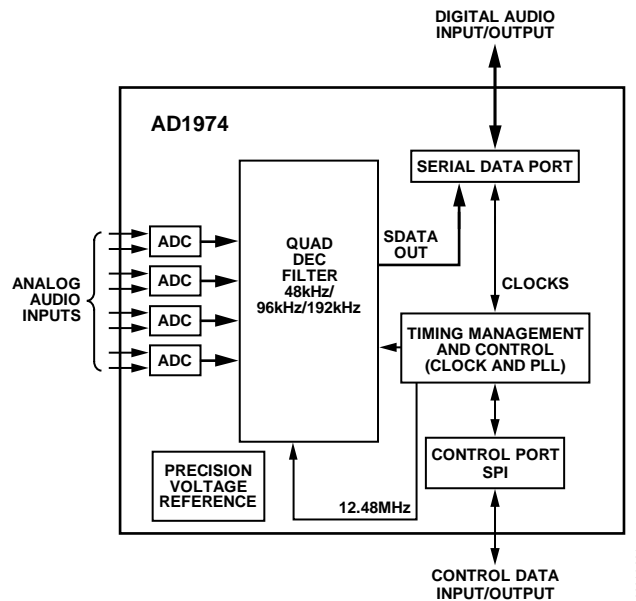 DIGITAL AUDIO
INPUT/OUTPUT
AD1974
SERIAL DATA PORT
ADC
ADC
ADC
ADC
ANALOG
AUDIO
INPUTS
QUAD
DEC
FILTER
48kHz/
96kHz/192kHz
SDATA
OUT
CLOCKS
TIMING MANAGEMENT
AND CONTROL
(CLOCK AND PLL)
CONTROL PORT
SPI
PRECISION
VOLTAGE
REFERENCE
12.48MHz
CONTROL DATA
INPUT/OUTPUT